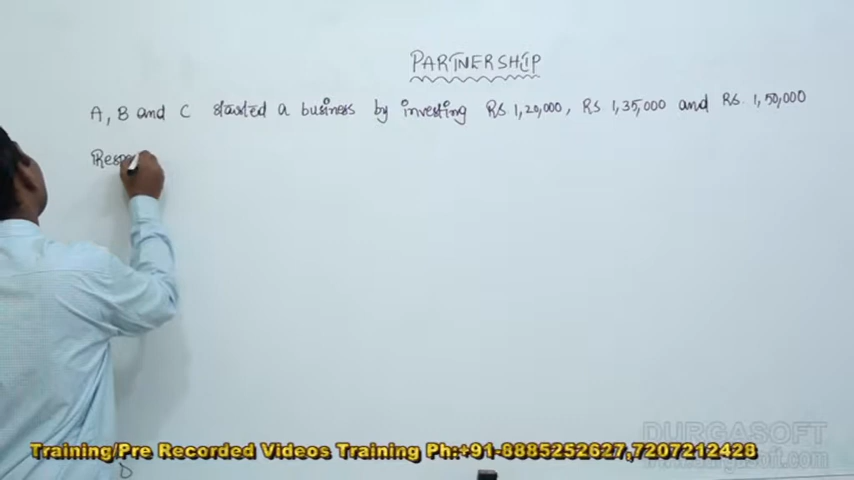 PARTNERSHIP
A, B and C started a business by investing Rs 1,20,000, Rs 1,35,000 and Rs. 1,50,000
Resp
DURGASOFT
Training/Pre Recorded Videos Training Ph:+91-8885252627,7207212428